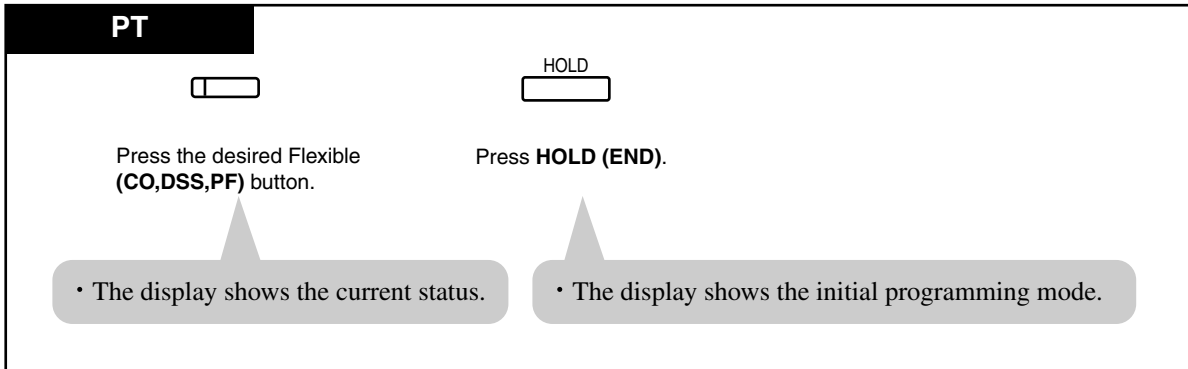 PT
HOLD
Press the desired Flexible
(CO,DSS,PF) button.
Press HOLD (END).
・The display shows the current status.
・The display shows the initial programming mode.